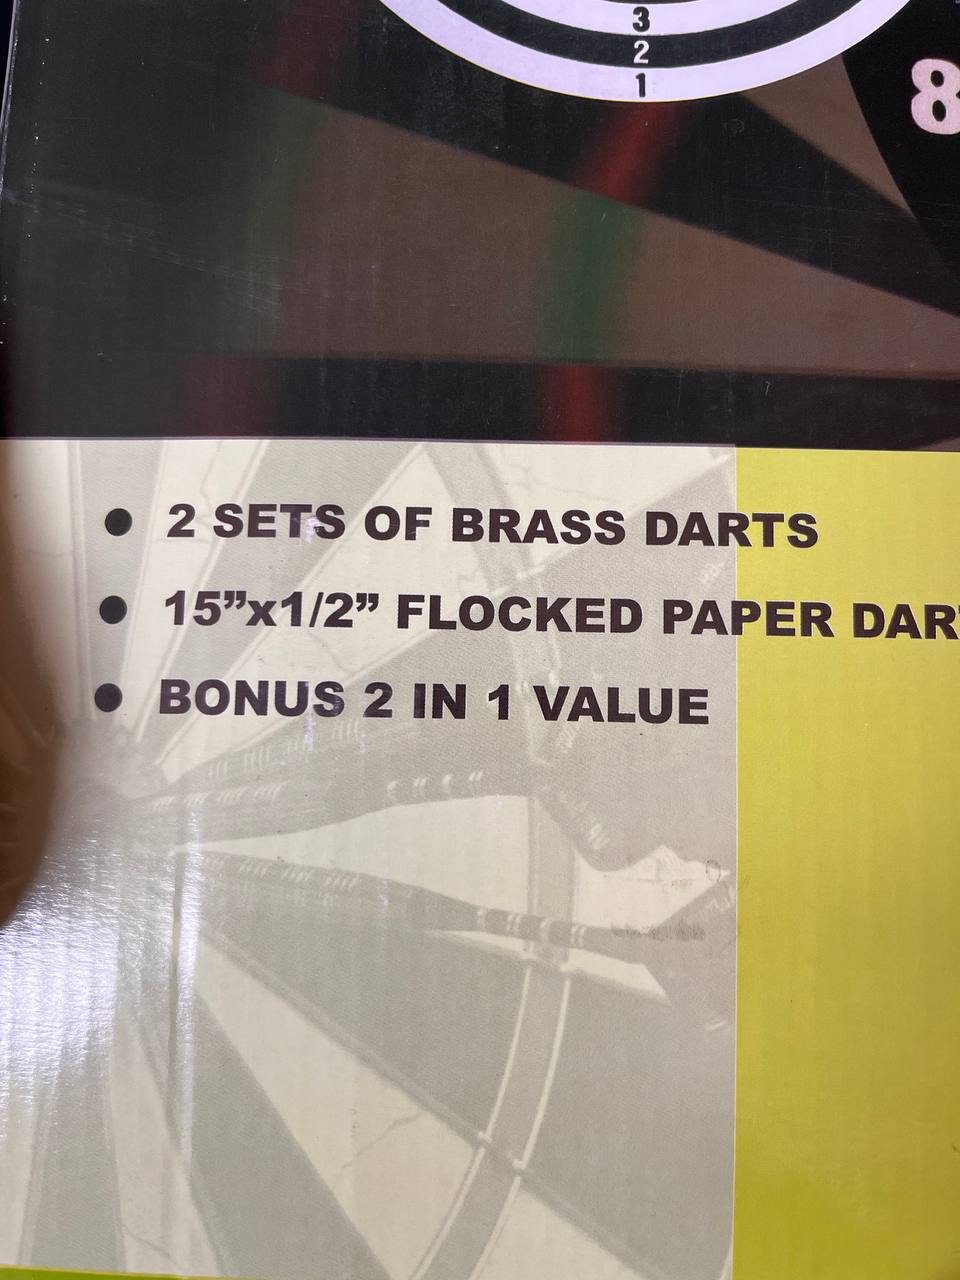 3
2
1
8
• 2 SETS OF BRASS DARTS
• 15”x1/2” FLOCKED PAPER DAR
• BONUS 2 IN 1 VALUE